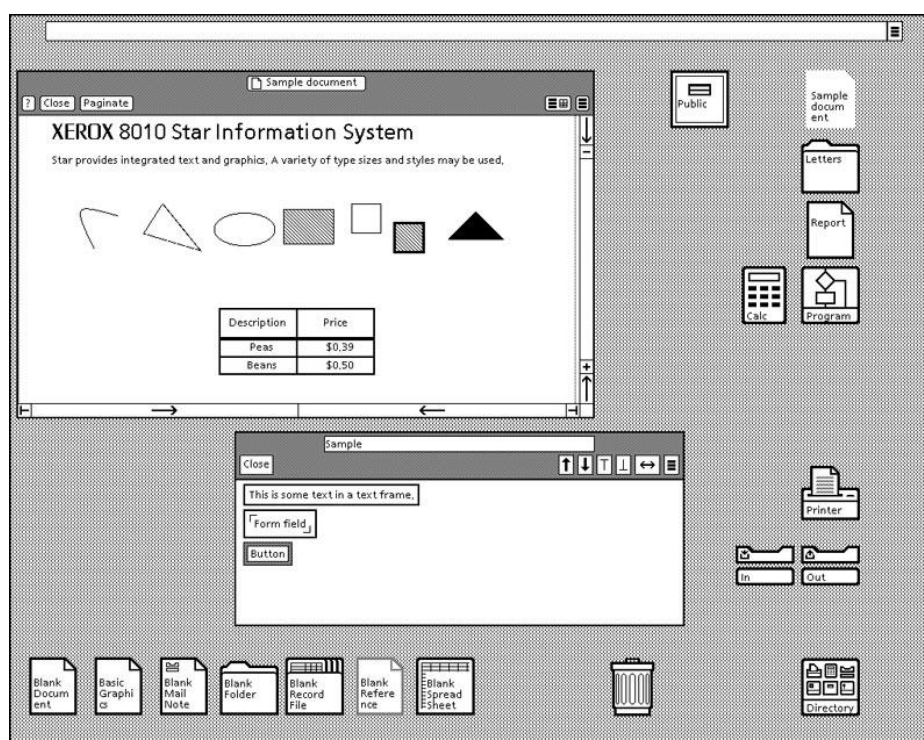 Sample document
? Close Paginate
XEROX 8010 Star Information System
Star provides integrated text and graphics. A variety of type sizes and styles may be used.
Description Price
Peas $0.39
Beans $0.50
Public
Sample
docum
ent
Letters
Report
Calc
Program
Sample
Close
This is some text in a text frame.
Form field
Button
Printer
In
Out
Blank
Docum
ent
Basic
Graphi
cs
Blank
Mail
Note
Blank
Folder
Blank
Record
File
Blank
Refere
nce
Blank
Spread
Sheet
Directory